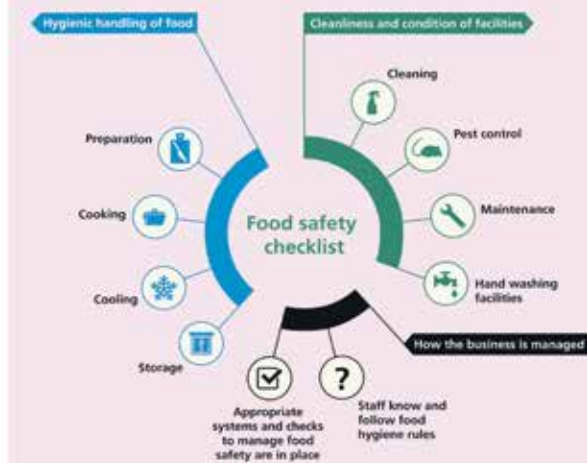 Hygienic handling of food
Cleanliness and condition of facilities
Cleaning
Preparation
Pest control
Cooking
Food safety
checklist
Maintenance
Cooling
Hand washing
facilities
Storage
How the business is managed
Appropriate
systems and checks
to manage food
safety are in place
?
Staff know and
follow food
hygiene rules